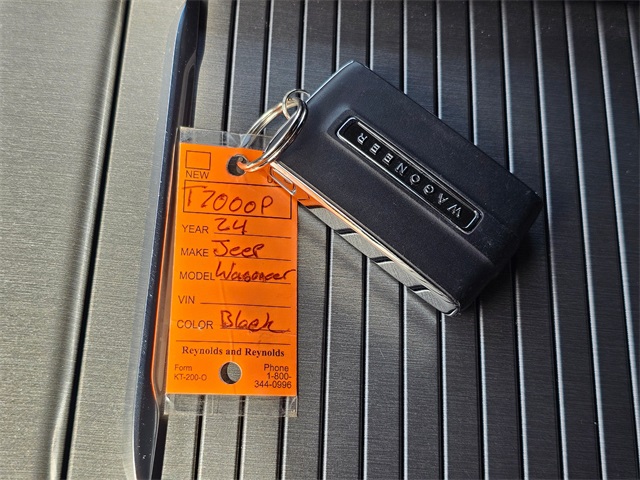 NEW
T7000P
YEAR 24
MAKE Jeep
MODEL Wagoneer
VIN
COLOR Black
Reynolds and Reynolds
Form
KT-200-O
Phone
1-800-
344-0996
WAGONEER